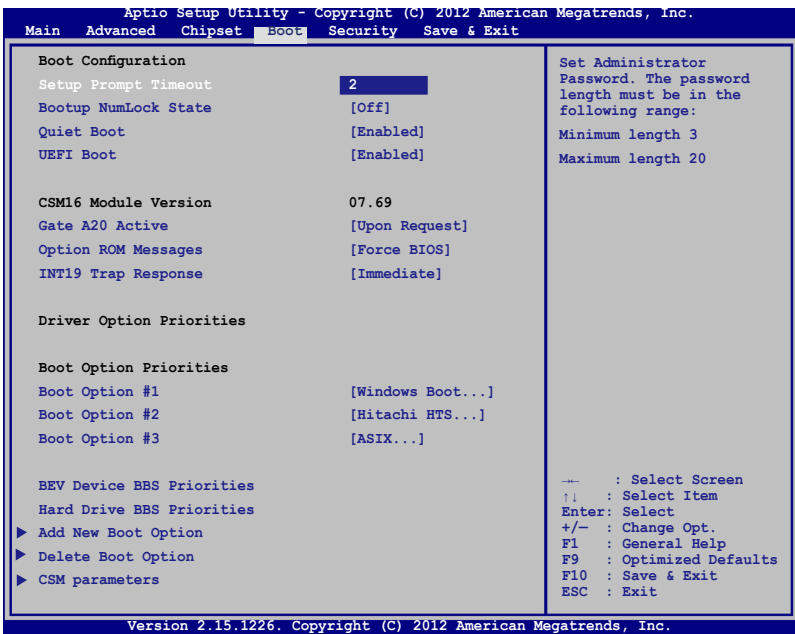 Aptio Setup Utility - Copyright (C) 2012 American Megatrends, Inc.
Main Advanced Chipset Boot Security Save & Exit
Boot Configuration
Setup Prompt Timeout 2
Bootup NumLock State [Off]
Quiet Boot [Enabled]
UEFI Boot [Enabled]
CSM16 Module Version 07.69
Gate A20 Active [Upon Request]
Option ROM Messages [Force BIOS]
INT19 Trap Response [Immediate]
Driver Option Priorities
Boot Option Priorities
Boot Option #1 [Windows Boot...]
Boot Option #2 [Hitachi HTS...]
Boot Option #3 [ASIX...]
BEV Device BBS Priorities
Hard Drive BBS Priorities
Add New Boot Option
Delete Boot Option
CSM parameters
Set Administrator
Password. The password
length must be in the
following range:
Minimum length 3
Maximum length 20
→← : Select Screen
↑↓ : Select Item
Enter: Select
+/— : Change Opt.
F1 : General Help
F9 : Optimized Defaults
F10 : Save & Exit
ESC : Exit
Version 2.15.1226. Copyright (C) 2012 American Megatrends, Inc.